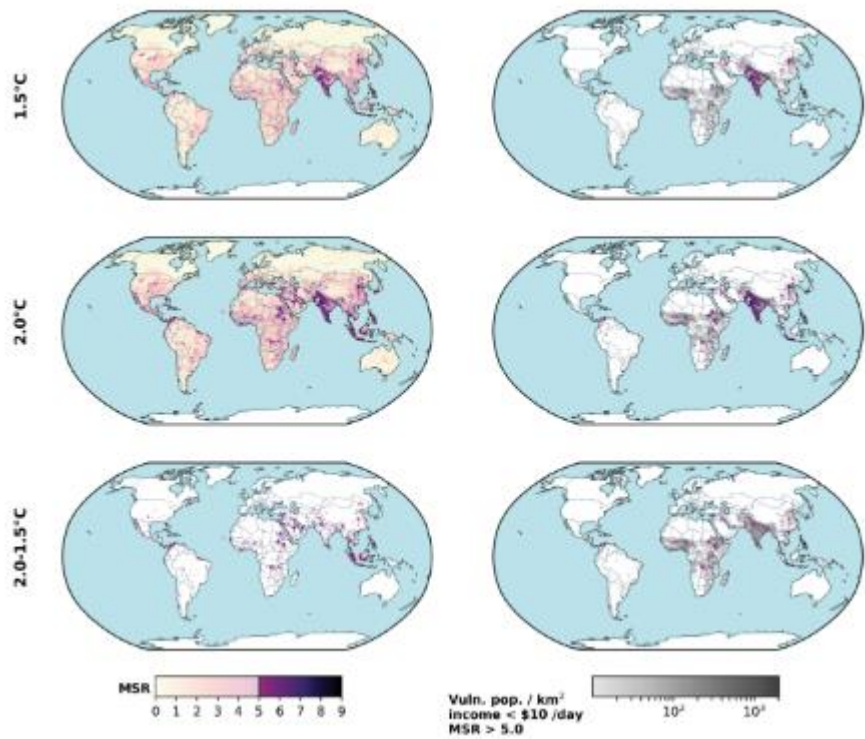 1.5°C
2.0°C
2.0-1.5°C
MSR
0 1 2 3 4 5 6 7 8 9
Vuln. pop. / km²
income < $10 /day
MSR > 5.0
10² 10³